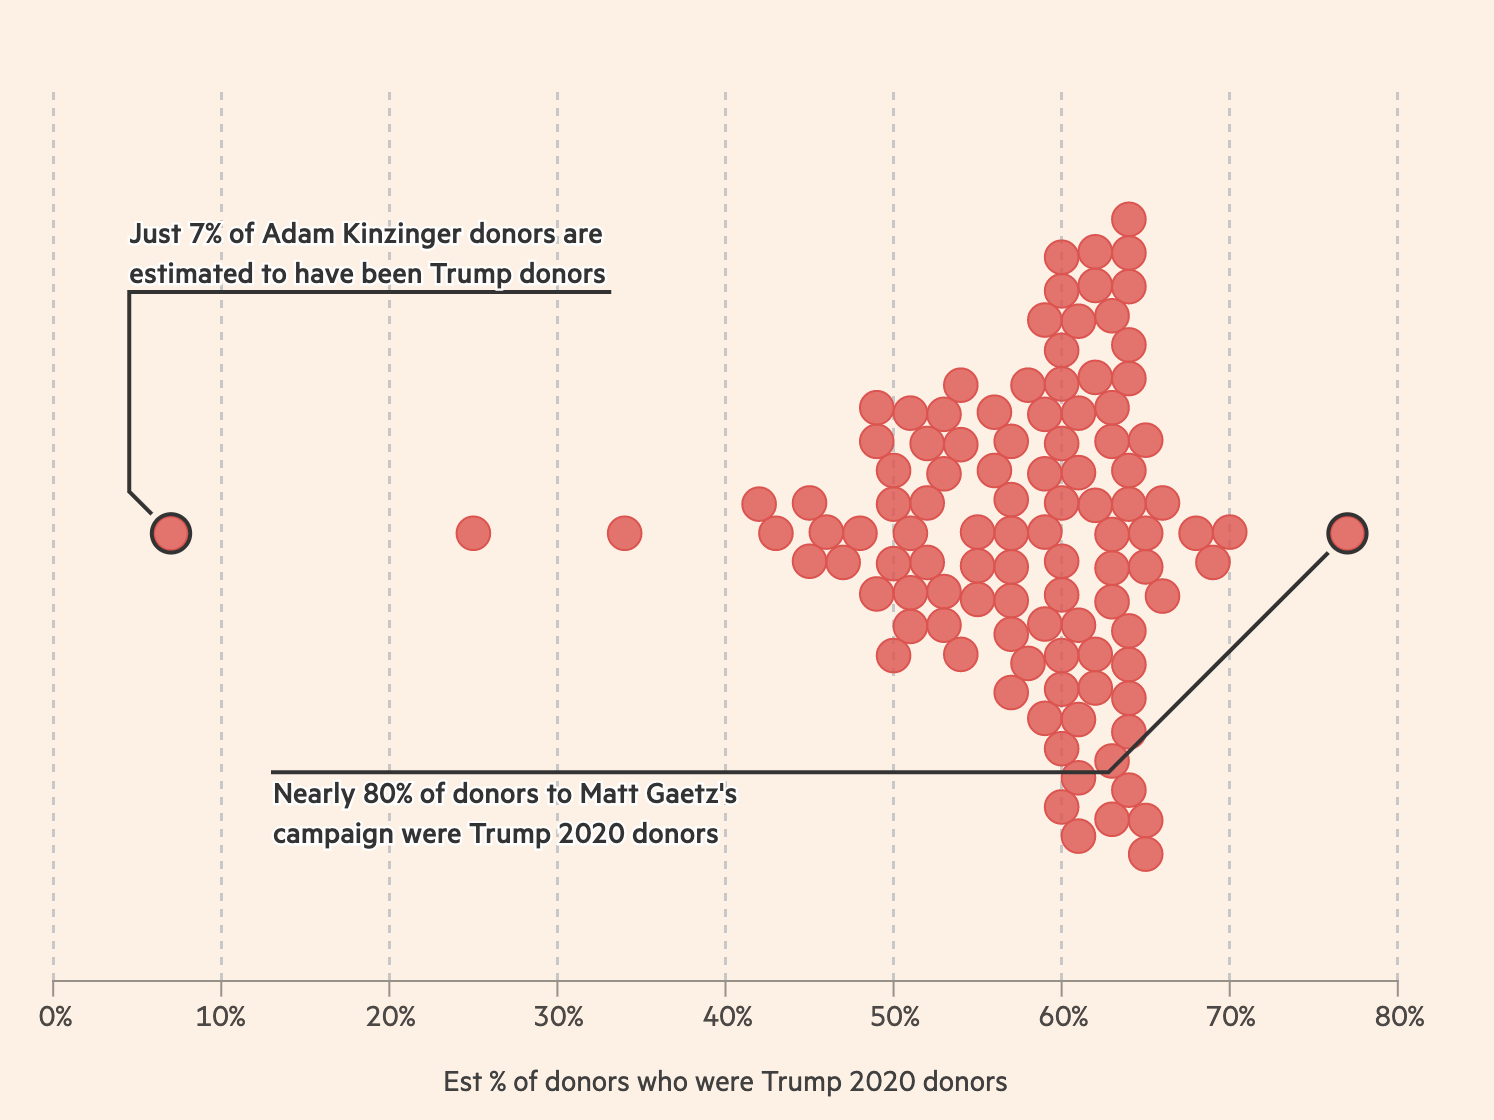 Just 7% of Adam Kinzinger donors are
estimated to have been Trump donors
Nearly 80% of donors to Matt Gaetz's
campaign were Trump 2020 donors
0% 10% 20% 30% 40% 50% 60% 70% 80%
Est % of donors who were Trump 2020 donors